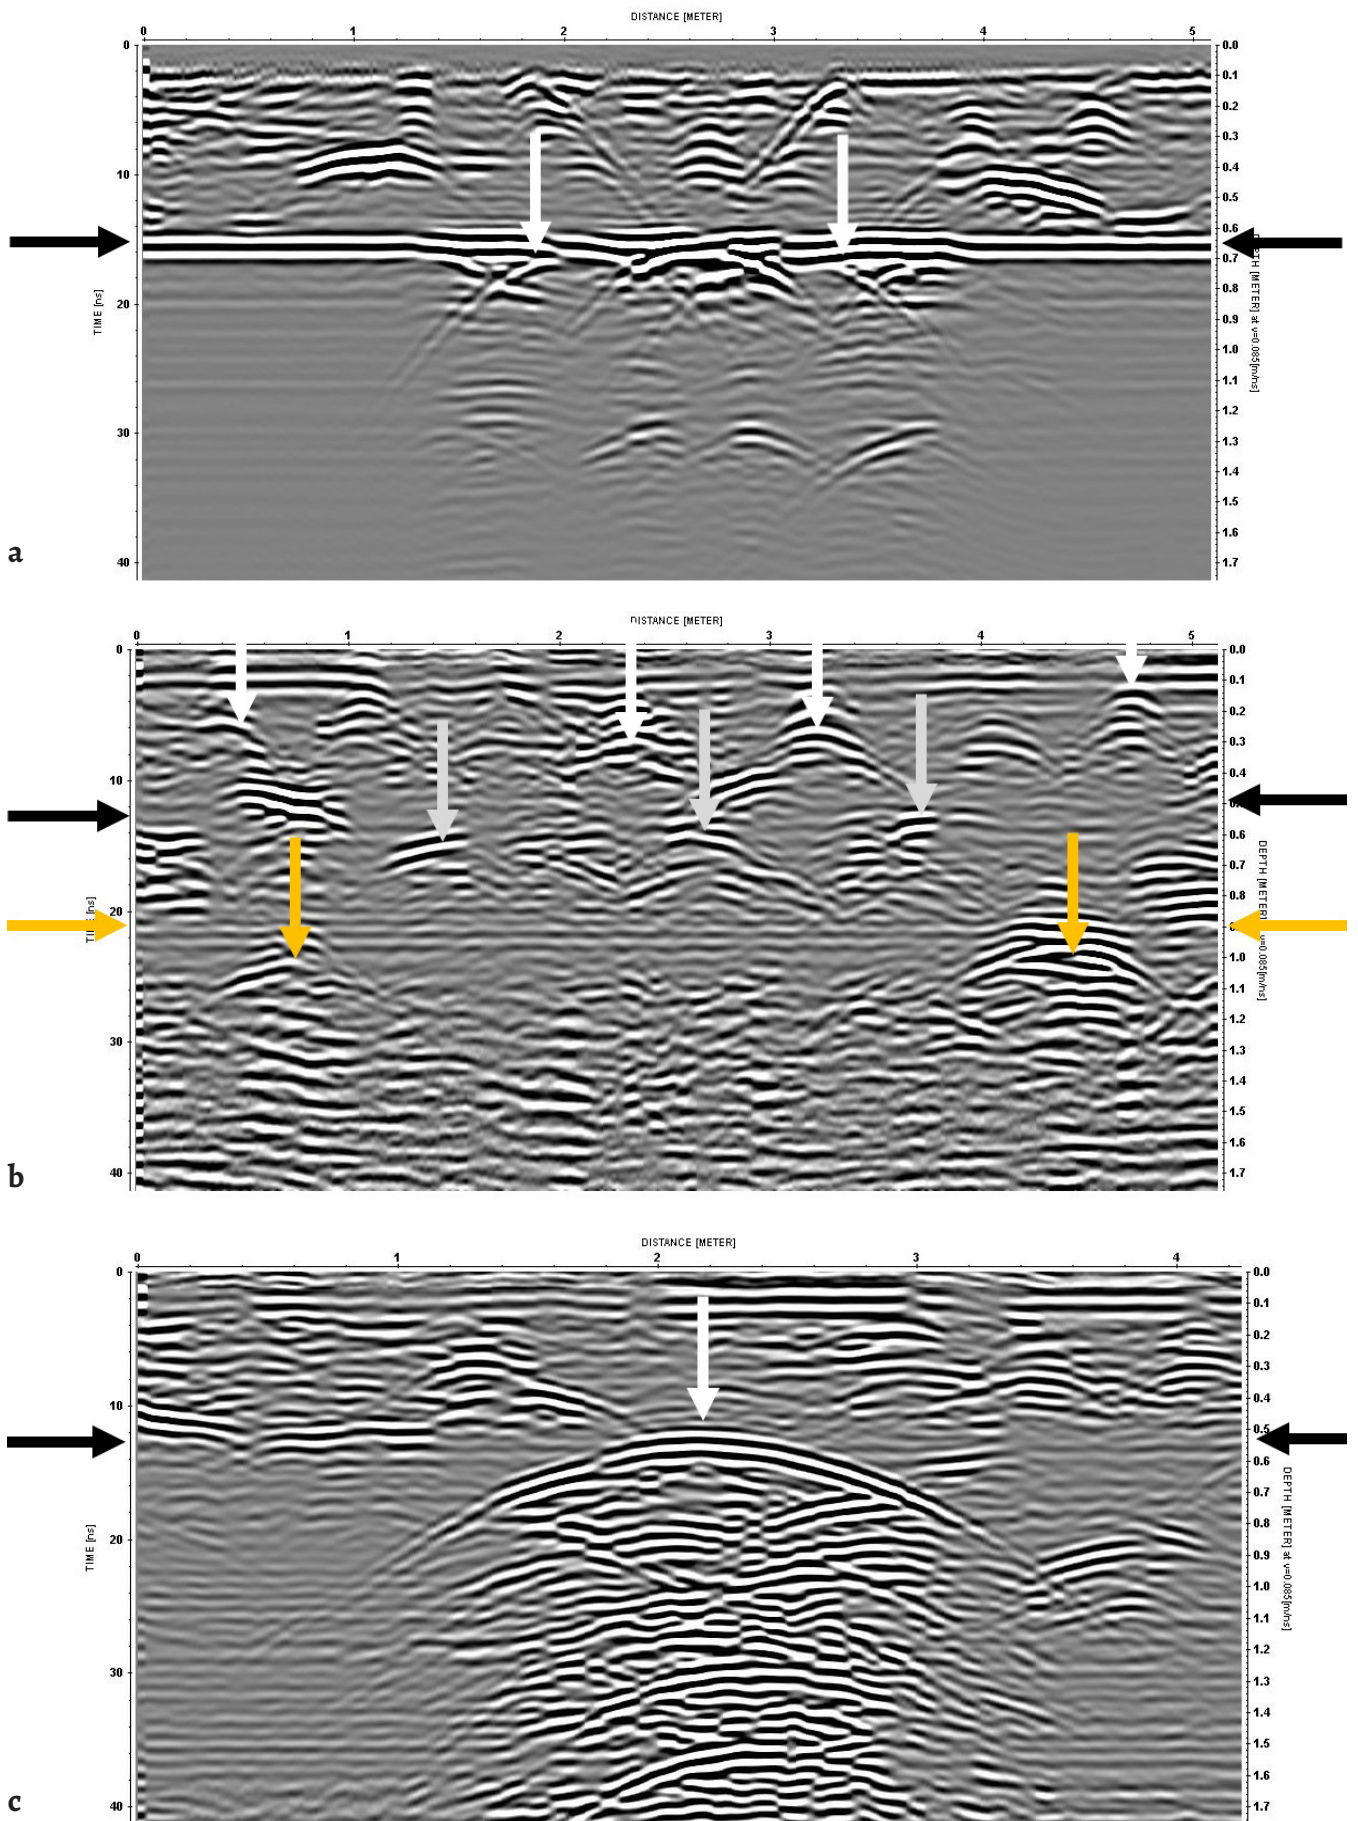 DISTANCE [METER]
0 1 2 3 4 5
0 10 20 30 40
TIME [ns]
0.0 0.1 0.2 0.3 0.4 0.5 0.6 0.7 0.8 0.9 1.0 1.1 1.2 1.3 1.4 1.5 1.6 1.7
DEPTH [METER] at v=0.085[m/ns]
a
DISTANCE [METER]
0 1 2 3 4 5
0 10 20 30 40
0.0 0.1 0.2 0.3 0.4 0.6 0.7 0.8 1.0 1.1 1.2 1.3 1.4 1.5 1.6 1.7
DEPTH [METER] v=0.085[m/ns]
b
DISTANCE [METER]
0 1 2 3 4
0 10 20 30 40
TIME [ns]
0.0 0.1 0.2 0.3 0.4 0.5 0.6 0.7 0.8 0.9 1.0 1.1 1.2 1.3 1.4 1.5 1.6 1.7
DEPTH [METER] at v=0.085[m/ns]
c